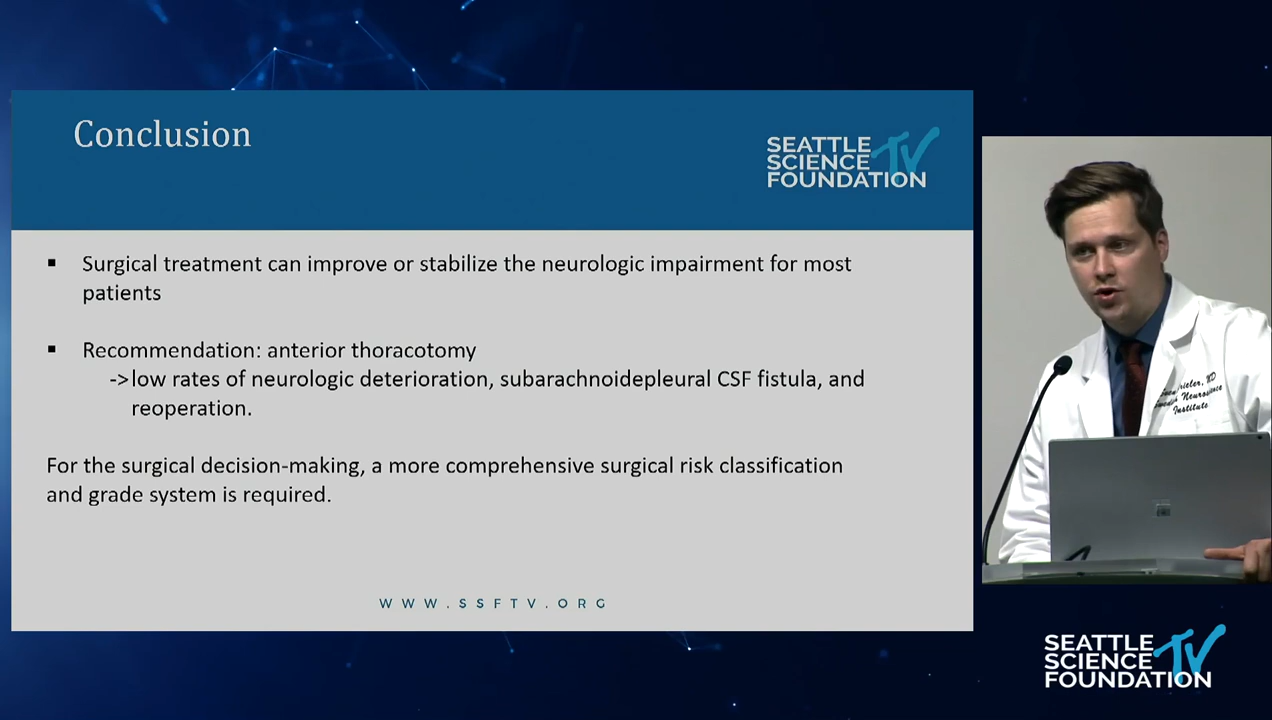 Conclusion
SEATTLE
SCIENCE TV
FOUNDATION
▪ Surgical treatment can improve or stabilize the neurologic impairment for most
patients
▪ Recommendation: anterior thoracotomy
->low rates of neurologic deterioration, subarachnoidepleural CSF fistula, and
reoperation.
For the surgical decision-making, a more comprehensive surgical risk classification
and grade system is required.
WWW.SSFTV.ORG
MD
Institute
SEATTLE
SCIENCE TV
FOUNDATION